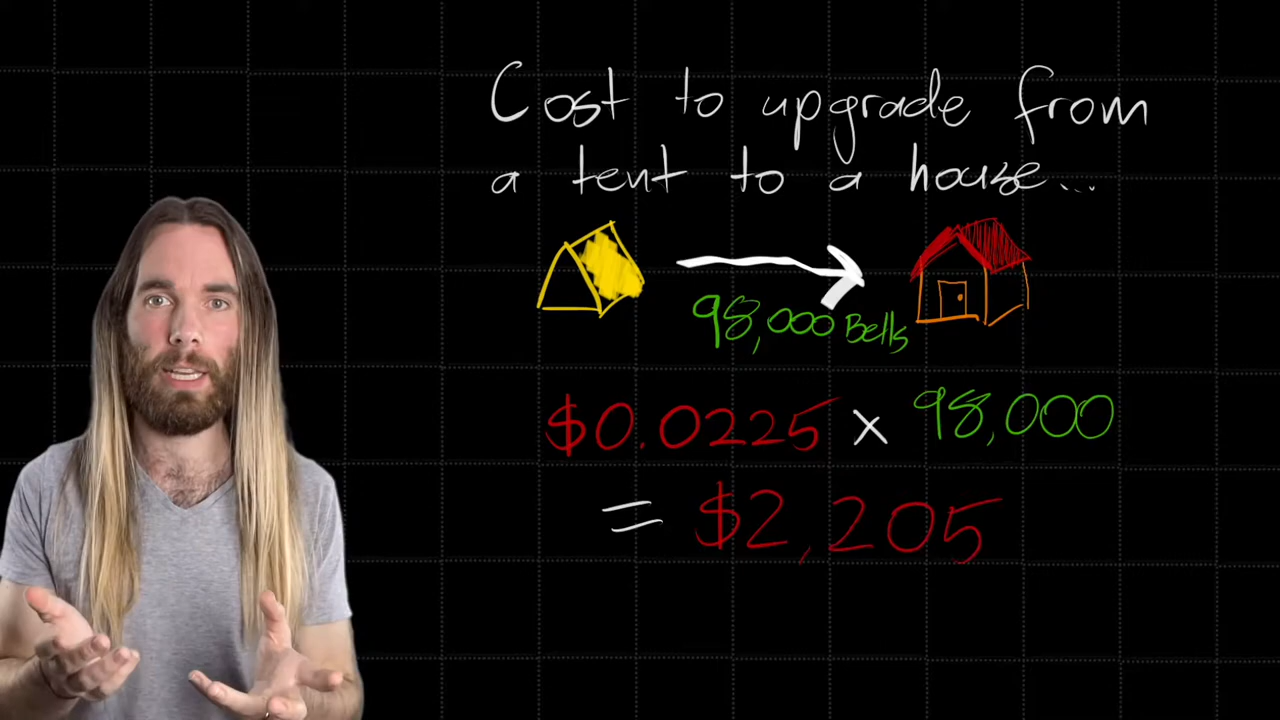 Cost to upgrade from
a tent to a house...
98,000 Bells
$0.0225 x 98,000
= $2,205